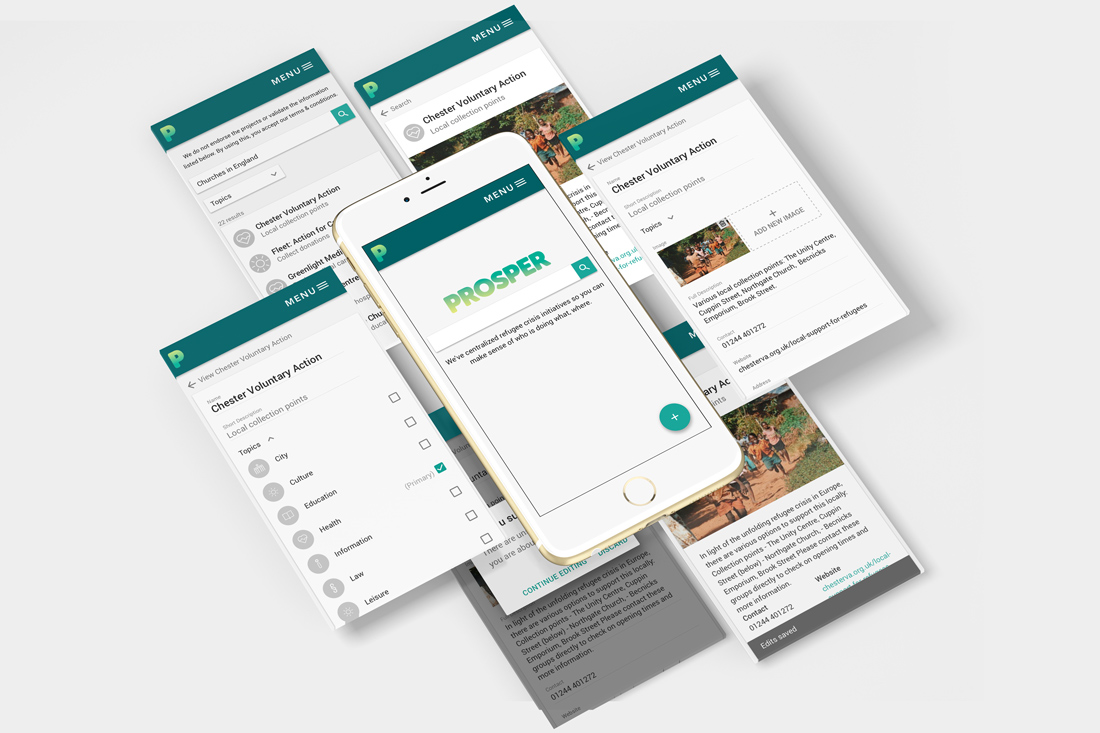 MENU
P
We do not endorse the projects or validate the information
listed below. By using this, you accept our terms & conditions.
Churches in England
Topics
22 results
Chester Voluntary Action
Local collection points
Fleet: Action for
Collect donations
Greenlight
MENU
P
← Search
Chester Voluntary Action
Local collection points
MENU
P
← View Chester Voluntary Action
Name
Chester Voluntary Action
Short Description
Local collection points
Topics
Image
+
ADD NEW IMAGE
Full Description
Various local collection points: The Unity Centre,
Cuppin Street, Northgate Church, Becnicks
Emporium, Brook Street.
Contact
01244 401272
Website
chesterva.org.uk/local-support-for-refugees
Address
MENU
P
PROSPER
We've centralized refugee crisis initiatives so you can
make sense of who is doing what, where.
+
MENU
P
← View Chester Voluntary Action
Name
Chester Voluntary Action
Short Description
Local collection points
Topics
City
Culture
Education
Health
(Primary)
Information
Law
Leisure
you are
CONTINUE EDITING
DISCARD
In light of the unfolding refugee crisis in Europe,
there are various options to support this locally.
Collection points - The Unity Centre, Cuppin
Street (below) - Northgate Church, - Becnicks
Emporium, Brook Street Please contact these
groups directly to check on opening times and
more information.
Contact
01244 401272
Website
In light of the unfolding refugee crisis in Europe,
there are various options to support this locally.
Collection points - The Unity Centre, Cuppin
Street (below) - Northgate Church, - Becnicks
Emporium, Brook Street Please contact these
groups directly to check on opening times and
more information.
Contact
01244 401272
Website
chesterva.org.uk/local-
Edits saved